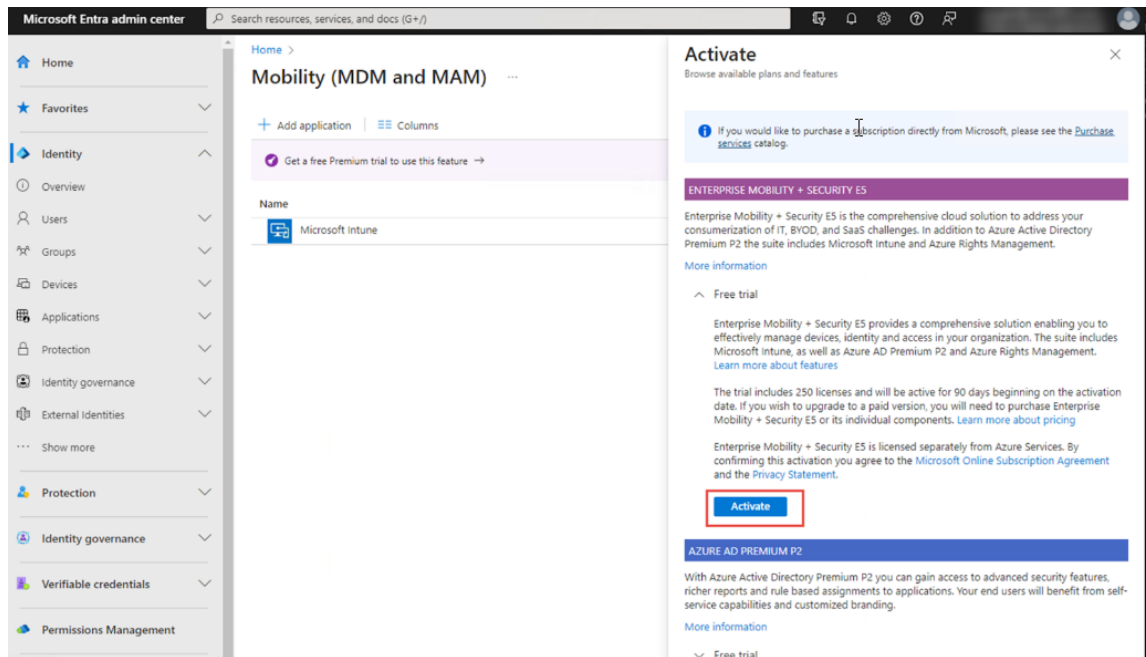 Microsoft Entra admin center
Search resources, services, and docs (G+/)
Home
Favorites
Identity
Overview
Users
Groups
Devices
Applications
Protection
Identity governance
External Identities
Show more
Protection
Identity governance
Verifiable credentials
Permissions Management
Home >
Mobility (MDM and MAM) ...
+ Add application
Columns
Get a free Premium trial to use this feature →
Name
Microsoft Intune
Activate
Browse available plans and features
If you would like to purchase a subscription directly from Microsoft, please see the Purchase
services catalog.
ENTERPRISE MOBILITY + SECURITY E5
Enterprise Mobility + Security E5 is the comprehensive cloud solution to address your
consumerization of IT, BYOD, and SaaS challenges. In addition to Azure Active Directory
Premium P2 the suite includes Microsoft Intune and Azure Rights Management.
More information
Free trial
Enterprise Mobility + Security E5 provides a comprehensive solution enabling you to
effectively manage devices, identity and access in your organization. The suite includes
Microsoft Intune, as well as Azure AD Premium P2 and Azure Rights Management.
Learn more about features
The trial includes 250 licenses and will be active for 90 days beginning on the activation
date. If you wish to upgrade to a paid version, you will need to purchase Enterprise
Mobility + Security E5 or its individual components. Learn more about pricing
Enterprise Mobility + Security E5 is licensed separately from Azure Services. By
confirming this activation you agree to the Microsoft Online Subscription Agreement
and the Privacy Statement.
Activate
AZURE AD PREMIUM P2
With Azure Active Directory Premium P2 you can gain access to advanced security features,
richer reports and rule based assignments to applications. Your end users will benefit from self-
service capabilities and customized branding.
More information
Free trial